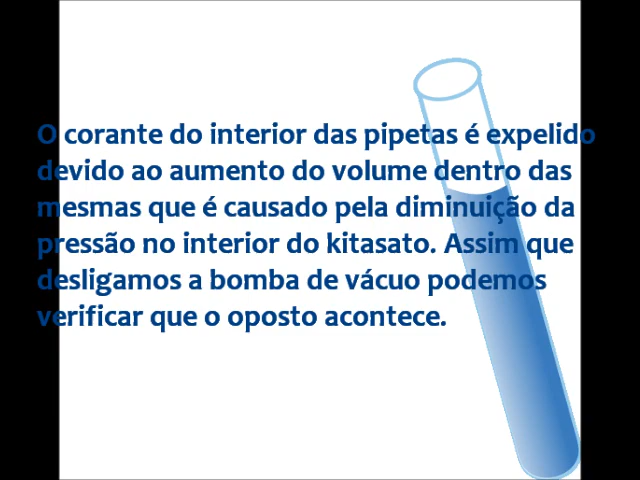 O corante do interior das pipetas é expelido
devido ao aumento do volume dentro das
mesmas que é causado pela diminuição da
pressão no interior do kitasato. Assim que
desligamos a bomba de vácuo podemos
verificar que o oposto acontece.